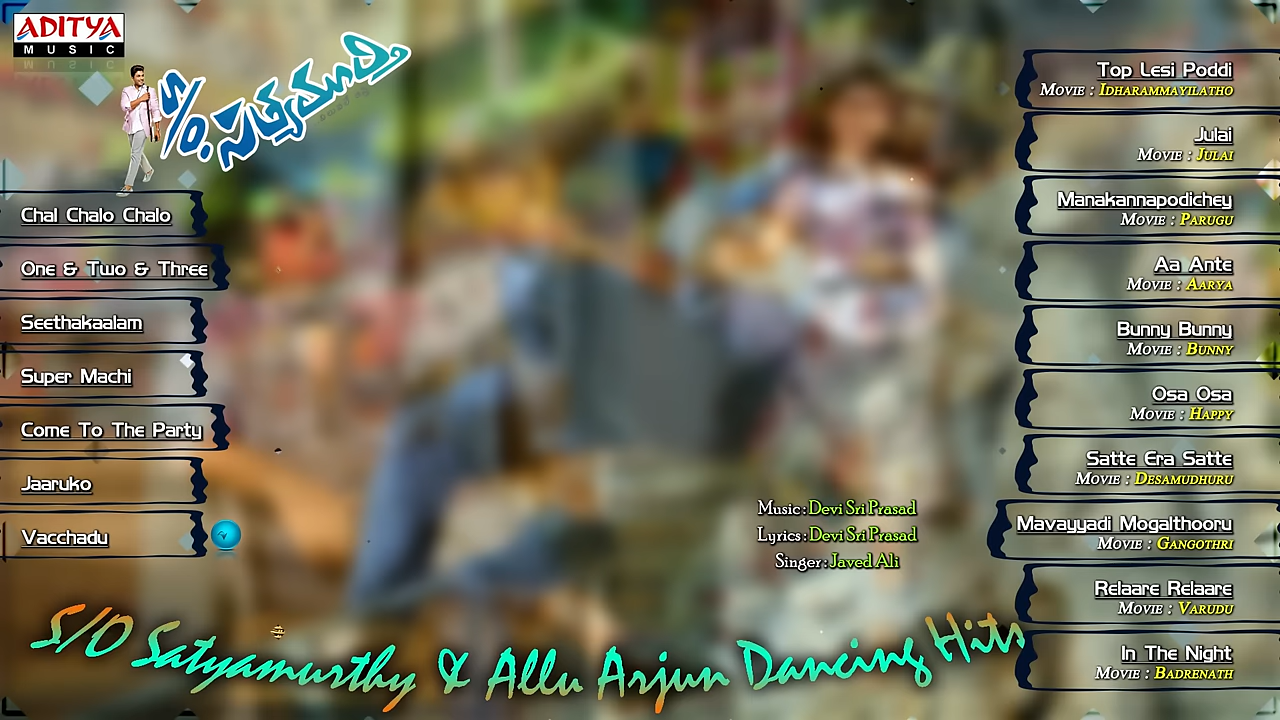 ADITYA
MUSIC
S/O. సత్యమూర్తి
Chal Chalo Chalo
One & Two & Three
Seethakaalam
Super Machi
Come To The Party
Jaaruko
Vacchadu
Top Lesi Poddi
Movie : Idharammayilatho
Julai
Movie : Julai
Manakannapodichey
Movie : Parugu
Aa Ante
Movie : Aarya
Bunny Bunny
Movie : Bunny
Osa Osa
Movie : Happy
Satte Era Satte
Movie : Desamudhuru
Mavayyadi Mogalthooru
Movie : Gangothri
Relaare Relaare
Movie : Varudu
In The Night
Movie : Badrenath
Music : Devi Sri Prasad
Lyrics : Devi Sri Prasad
Singer : Javed Ali
S/O Satyamurthy & Allu Arjun Dancing Hits